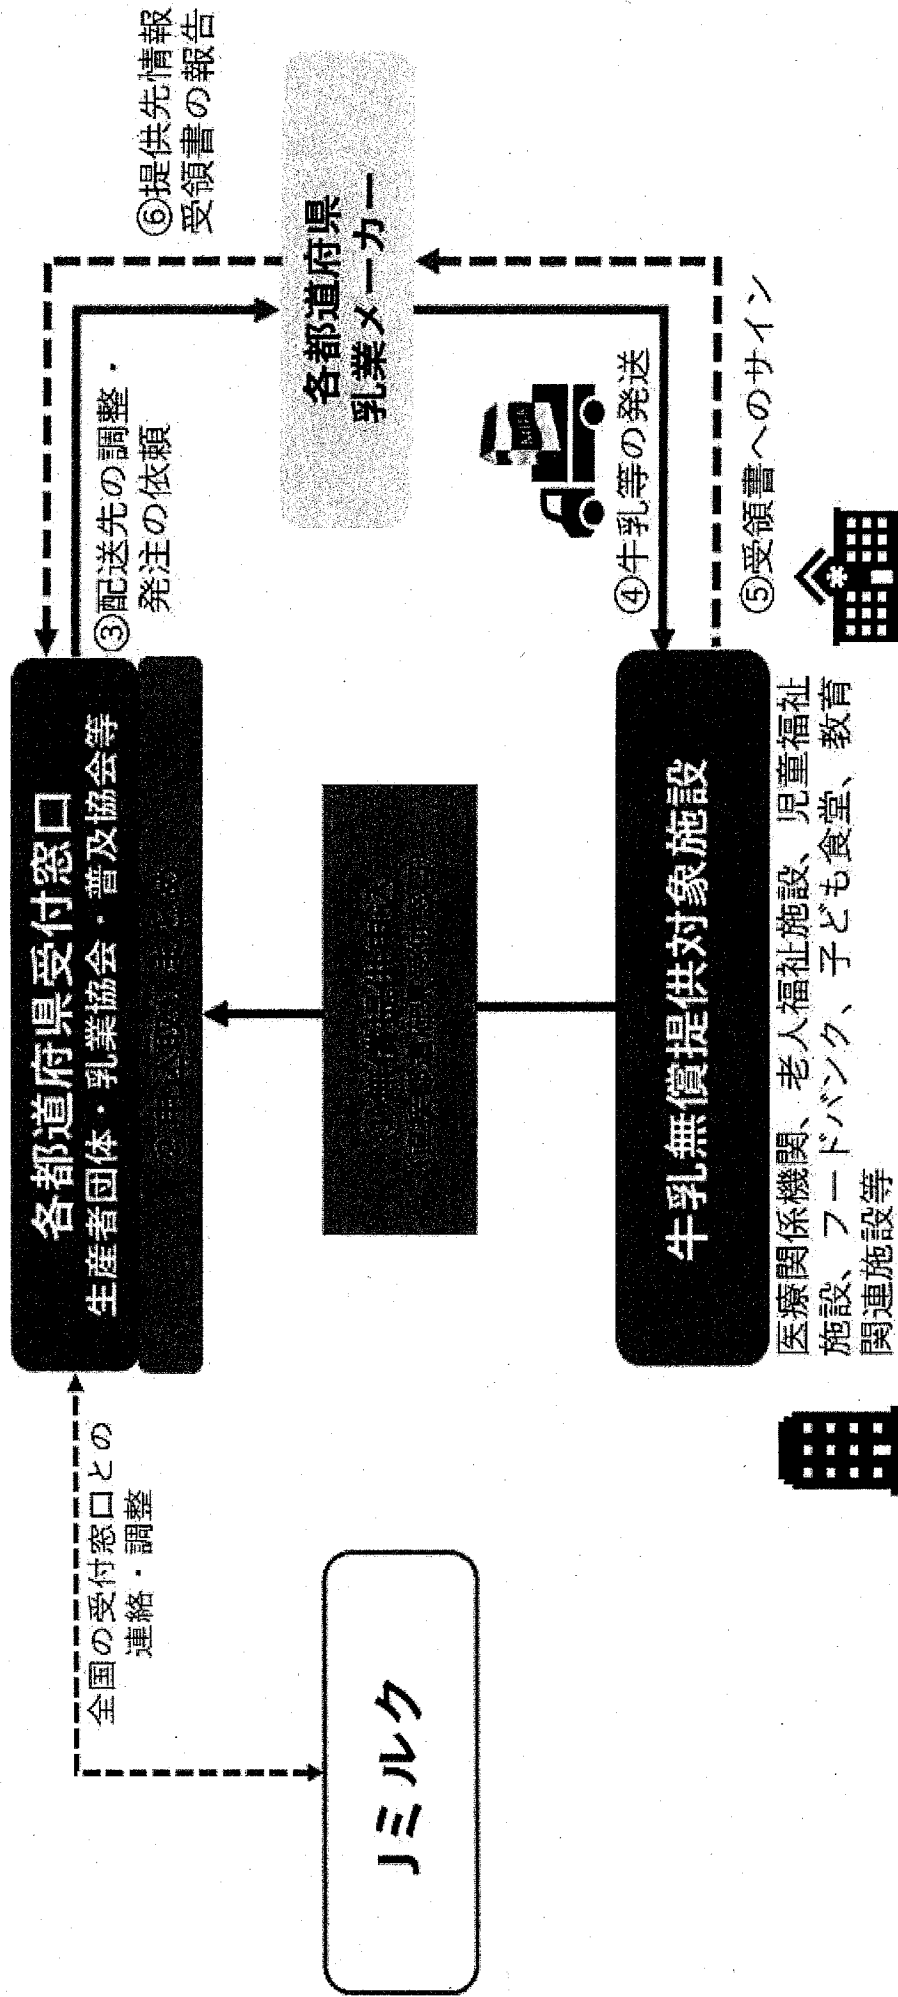 各都道府県受付窓口
生産者団体・乳業協会・普及協会等
全国の受付窓口との
連絡・調整
Jミルク
③配送先の調整・
発注の依頼
⑥提供先情報
受領書の報告
各都道府県
乳業メーカー
④牛乳等の発送
⑤受領書へのサイン
牛乳無償提供対象施設
医療関係機関、老人福祉施設、児童福祉
施設、フードバンク、子ども食堂、教育
関連施設等